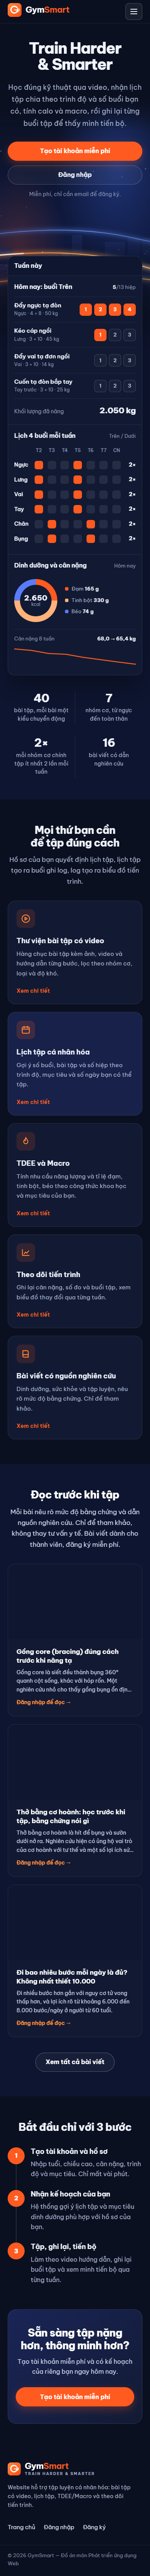 GymSmart
Train Harder
& Smarter
Học đúng kỹ thuật qua video, nhận lịch
tập chia theo trình độ và số buổi bạn
có, tính calo và macro, rồi ghi lại từng
buổi tập để thấy mình tiến bộ.
Tạo tài khoản miễn phí
Đăng nhập
Miễn phí, chỉ cần email để đăng ký.
Tuần này
Hôm nay: buổi Trên
5/13 hiệp
Đẩy ngực tạ đòn
Ngực · 4 × 8 · 50 kg
1 2 3 4
Kéo cáp ngồi
Lưng · 3 × 10 · 45 kg
1 2 3
Đẩy vai tạ đơn ngồi
Vai · 3 × 10 · 14 kg
1 2 3
Cuốn tạ đòn bắp tay
Tay trước · 3 × 10 · 25 kg
1 2 3
Khối lượng đã nâng
2.050 kg
Lịch 4 buổi mỗi tuần
Trên / Dưới
T2 T3 T4 T5 T6 T7 CN
Ngực 2×
Lưng 2×
Vai 2×
Tay 2×
Chân 2×
Bụng 2×
Dinh dưỡng và cân nặng
Hôm nay
2.650
kcal
Đạm 165 g
Tinh bột 330 g
Béo 74 g
Cân nặng 8 tuần
68,0 → 65,4 kg
40
bài tập, mỗi bài một
kiểu chuyển động
7
nhóm cơ, từ ngực
đến toàn thân
2×
mỗi nhóm cơ chính
tập ít nhất 2 lần mỗi
tuần
16
bài viết có dẫn
nghiên cứu
Mọi thứ bạn cần
để tập đúng cách
Hồ sơ của bạn quyết định lịch tập, lịch tập
tạo ra buổi ghi log, log tạo ra biểu đồ tiến
trình.
Thư viện bài tập có video
Hàng chục bài tập kèm ảnh, video và
hướng dẫn từng bước, lọc theo nhóm cơ,
loại và độ khó.
Xem chi tiết
Lịch tập cá nhân hóa
Gợi ý số buổi, bài tập và số hiệp theo
trình độ, mục tiêu và số ngày bạn có thể
tập.
Xem chi tiết
TDEE và Macro
Tính nhu cầu năng lượng và tỉ lệ đạm,
tinh bột, béo theo công thức khoa học
và mục tiêu của bạn.
Xem chi tiết
Theo dõi tiến trình
Ghi lại cân nặng, số đo và buổi tập, xem
biểu đồ thay đổi qua từng tuần.
Xem chi tiết
Bài viết có nguồn nghiên cứu
Dinh dưỡng, sức khỏe và tập luyện, nêu
rõ mức độ bằng chứng. Chỉ để tham
khảo.
Xem chi tiết
Đọc trước khi tập
Mỗi bài nêu rõ mức độ bằng chứng và dẫn
nguồn nghiên cứu. Chỉ để tham khảo,
không thay tư vấn y tế. Bài viết dành cho
thành viên, đăng ký miễn phí.
Gồng core (bracing) đúng cách
trước khi nâng tạ
Gồng core là siết đều thành bụng 360°
quanh cột sống, khác với hóp rốn. Một
nghiên cứu nhỏ cho thấy gồng bụng ổn địn...
Đăng nhập để đọc →
Thở bằng cơ hoành: học trước khi
tập, bằng chứng nói gì
Thở bằng cơ hoành là hít để bụng và sườn
dưới nở ra. Nghiên cứu hiện có ủng hộ vai trò
của cơ hoành với tư thế và một số lợi ích sứ...
Đăng nhập để đọc →
Đi bao nhiêu bước mỗi ngày là đủ?
Không nhất thiết 10.000
Đi nhiều bước hơn gắn với nguy cơ tử vong
thấp hơn, và lợi ích rõ từ khoảng 6.000 đến
8.000 bước/ngày ở người từ 60 tuổi.
Đăng nhập để đọc →
Xem tất cả bài viết
Bắt đầu chỉ với 3 bước
1
Tạo tài khoản và hồ sơ
Nhập tuổi, chiều cao, cân nặng, trình
độ và mục tiêu. Chỉ mất vài phút.
2
Nhận kế hoạch của bạn
Hệ thống gợi ý lịch tập và mục tiêu
dinh dưỡng phù hợp với hồ sơ của
bạn.
3
Tập, ghi lại, tiến bộ
Làm theo video hướng dẫn, ghi lại
buổi tập và xem mình tiến bộ qua
từng tuần.
Sẵn sàng tập nặng
hơn, thông minh hơn?
Tạo tài khoản miễn phí và có kế hoạch
của riêng bạn ngay hôm nay.
Tạo tài khoản miễn phí
GymSmart
TRAIN HARDER & SMARTER
Website hỗ trợ tập luyện cá nhân hóa: bài tập
có video, lịch tập, TDEE/Macro và theo dõi
tiến trình.
Trang chủ Đăng nhập Đăng ký
© 2026 GymSmart — Đồ án môn Phát triển ứng dụng
Web